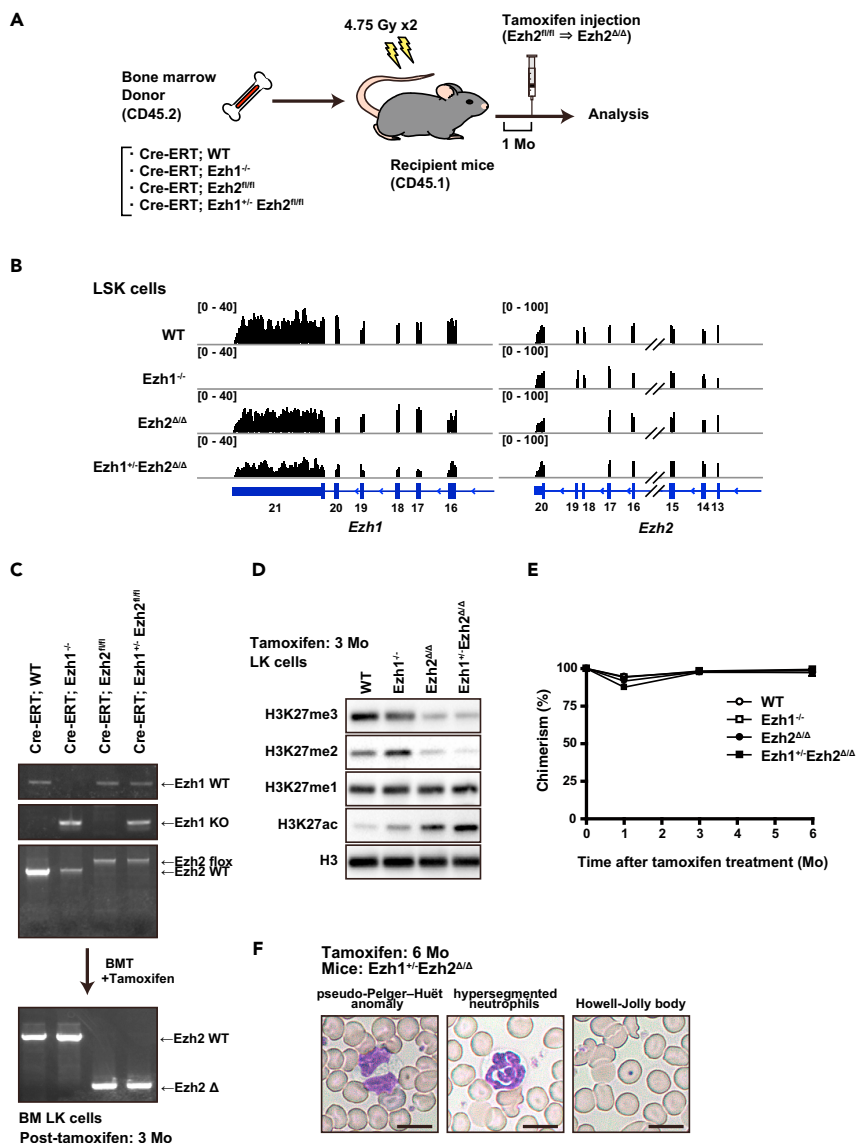 A
Bone marrow
Donor
(CD45.2)
· Cre-ERT; WT
· Cre-ERT; Ezh1-/-
· Cre-ERT; Ezh2fl/fl
· Cre-ERT; Ezh1+/- Ezh2fl/fl
4.75 Gy x2
Recipient mice
(CD45.1)
Tamoxifen injection
(Ezh2fl/fl ⇒ Ezh2Δ/Δ)
1 Mo
Analysis
B
LSK cells
[0 - 40] [0 - 100]
WT
[0 - 40] [0 - 100]
Ezh1-/-
[0 - 40] [0 - 100]
Ezh2Δ/Δ
[0 - 40] [0 - 100]
Ezh1+/-Ezh2Δ/Δ
21 20 19 18 17 16 20 19 18 17 16 15 14 13
Ezh1 Ezh2
C
Cre-ERT; WT
Cre-ERT; Ezh1-/-
Cre-ERT; Ezh2fl/fl
Cre-ERT; Ezh1+/- Ezh2fl/fl
←Ezh1 WT
←Ezh1 KO
←Ezh2 flox
←Ezh2 WT
BMT
+Tamoxifen
←Ezh2 WT
←Ezh2 Δ
BM LK cells
Post-tamoxifen: 3 Mo
D
Tamoxifen: 3 Mo
LK cells
WT
Ezh1-/-
Ezh2Δ/Δ
Ezh1+/-Ezh2Δ/Δ
H3K27me3
H3K27me2
H3K27me1
H3K27ac
H3
E
Chimerism (%)
100
75
50
25
0
0 1 2 3 4 5 6
Time after tamoxifen treatment (Mo)
WT
Ezh1-/-
Ezh2Δ/Δ
Ezh1+/-Ezh2Δ/Δ
F
Tamoxifen: 6 Mo
Mice: Ezh1+/-Ezh2Δ/Δ
pseudo-Pelger–Huët
anomaly
hypersegmented
neutrophils
Howell-Jolly body